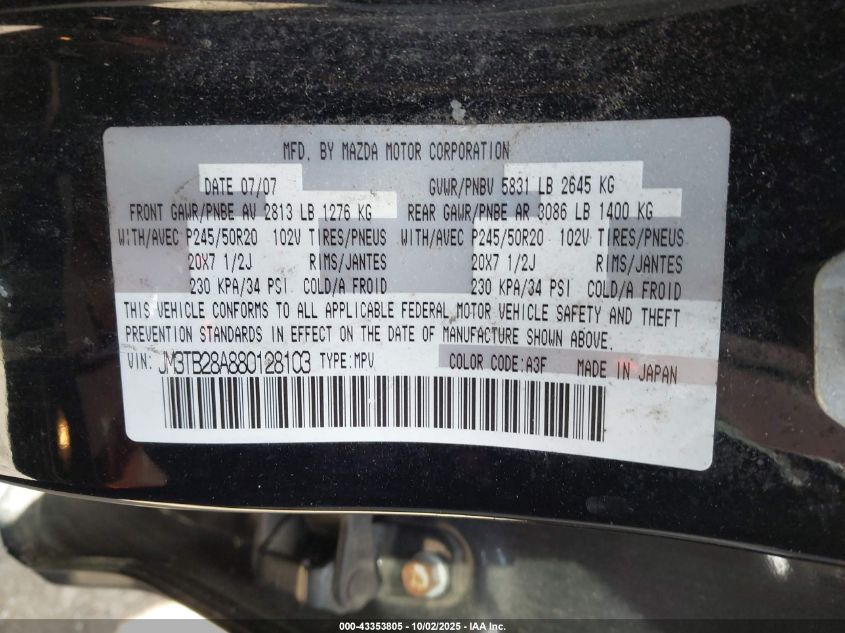 MFD. BY MAZDA MOTOR CORPORATION
DATE 07/07 GVWR/PNBV 5831 LB 2645 KG
FRONT GAWR/PNBE AV 2813 LB 1276 KG REAR GAWR/PNBE AR 3086 LB 1400 KG
WITH/AVEC P245/50R20 102V TIRES/PNEUS WITH/AVEC P245/50R20 102V TIRES/PNEUS
20X7 1/2J RIMS/JANTES 20X7 1/2J RIMS/JANTES
230 KPA/34 PSI COLD/A FROID 230 KPA/34 PSI COLD/A FROID
THIS VEHICLE CONFORMS TO ALL APPLICABLE FEDERAL MOTOR VEHICLE SAFETY AND THEFT
PREVENTION STANDARDS IN EFFECT ON THE DATE OF MANUFACTURE SHOWN ABOVE.
VIN: JM3TB28A880128103 TYPE:MPV COLOR CODE:A3F MADE IN JAPAN
000-43353805 - 10/02/2025 - IAA Inc.